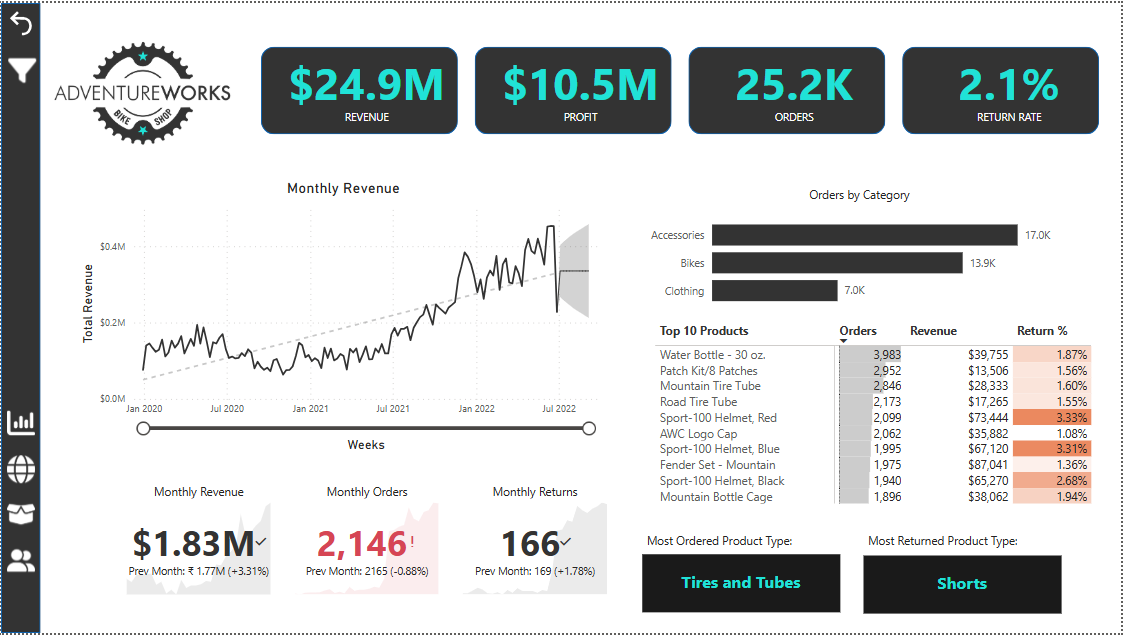 ADVENTUREWORKS
BIKE SHOP
$24.9M
REVENUE
$10.5M
PROFIT
25.2K
ORDERS
2.1%
RETURN RATE
Monthly Revenue
Total Revenue
$0.4M
$0.2M
$0.0M
Jan 2020 Jul 2020 Jan 2021 Jul 2021 Jan 2022 Jul 2022
Weeks
Orders by Category
Accessories 17.0K
Bikes 13.9K
Clothing 7.0K
Top 10 Products Orders Revenue Return %
Water Bottle - 30 oz. 3,983 $39,755 1.87%
Patch Kit/8 Patches 2,952 $13,506 1.56%
Mountain Tire Tube 2,846 $28,333 1.60%
Road Tire Tube 2,173 $17,265 1.55%
Sport-100 Helmet, Red 2,099 $73,444 3.33%
AWC Logo Cap 2,062 $35,882 1.08%
Sport-100 Helmet, Blue 1,995 $67,120 3.31%
Fender Set - Mountain 1,975 $87,041 1.36%
Sport-100 Helmet, Black 1,940 $65,270 2.68%
Mountain Bottle Cage 1,896 $38,062 1.94%
Monthly Revenue
$1.83M✓
Prev Month: ₹ 1.77M (+3.31%)
Monthly Orders
2,146!
Prev Month: 2165 (-0.88%)
Monthly Returns
166✓
Prev Month: 169 (+1.78%)
Most Ordered Product Type:
Tires and Tubes
Most Returned Product Type:
Shorts